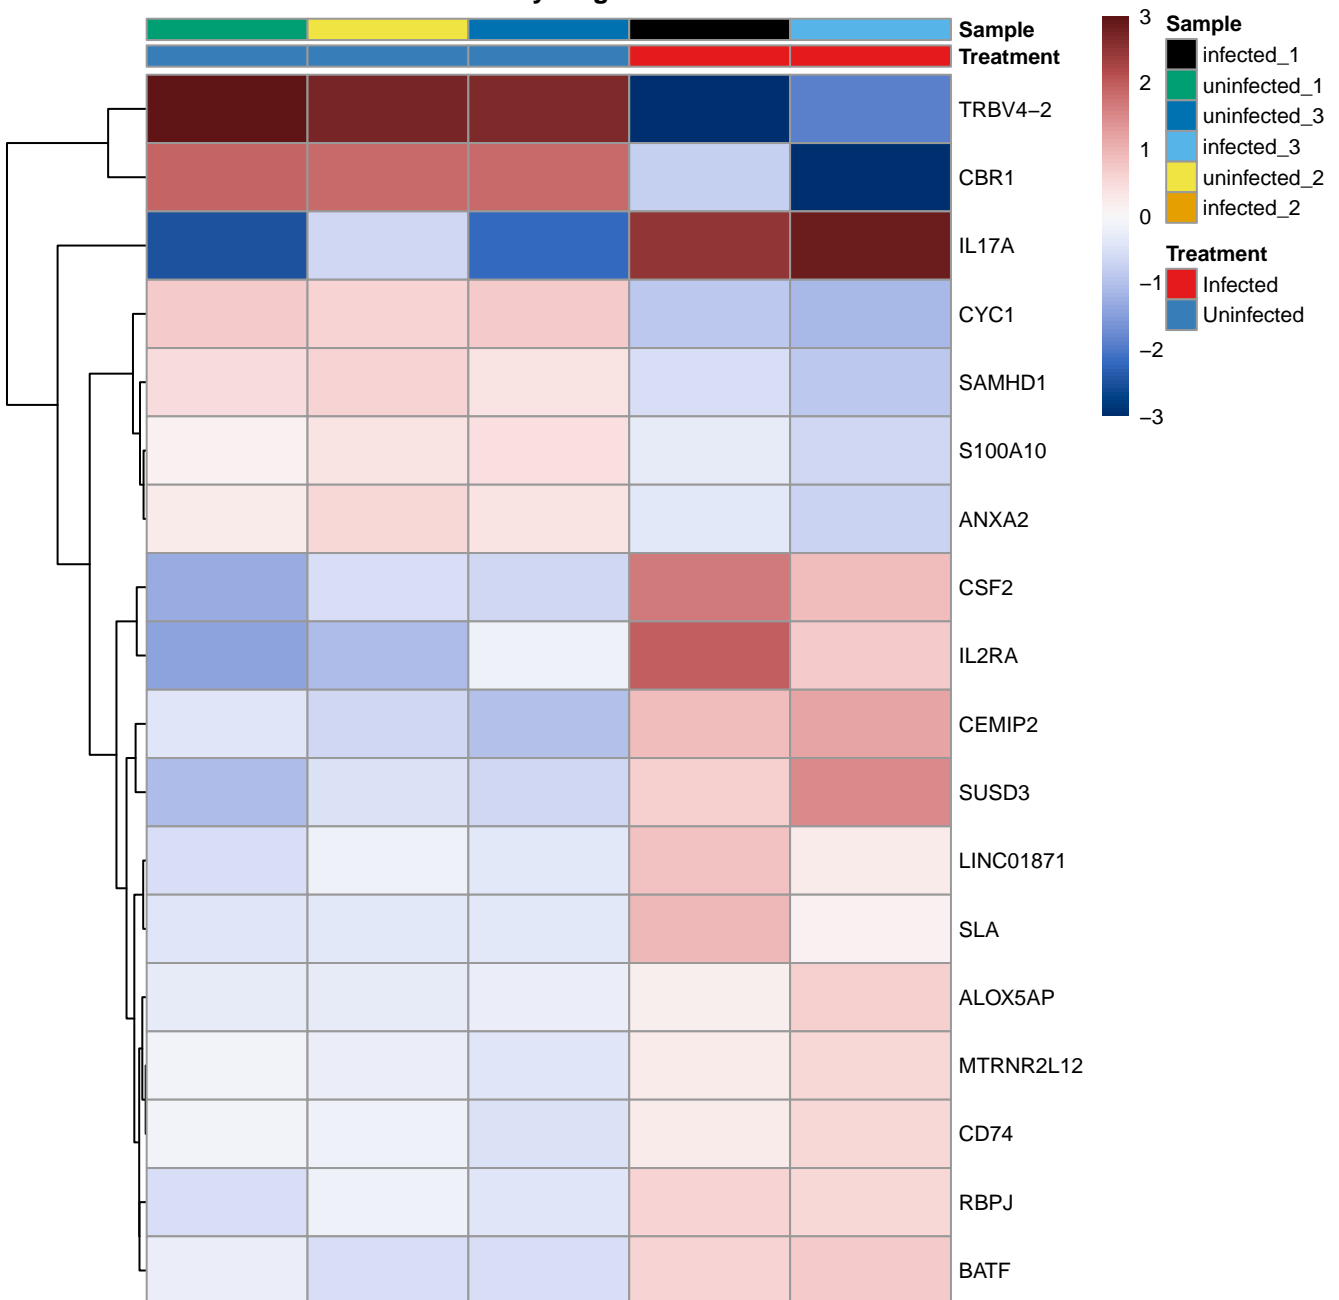 Sample
Treatment
TRBV4−2
CBR1
IL17A
CYC1
SAMHD1
S100A10
ANXA2
CSF2
IL2RA
CEMIP2
SUSD3
LINC01871
SLA
ALOX5AP
MTRNR2L12
CD74
RBPJ
BATF
3
2
1
0
−1
−2
−3
Sample
infected_1
uninfected_1
uninfected_3
infected_3
uninfected_2
infected_2
Treatment
Infected
Uninfected